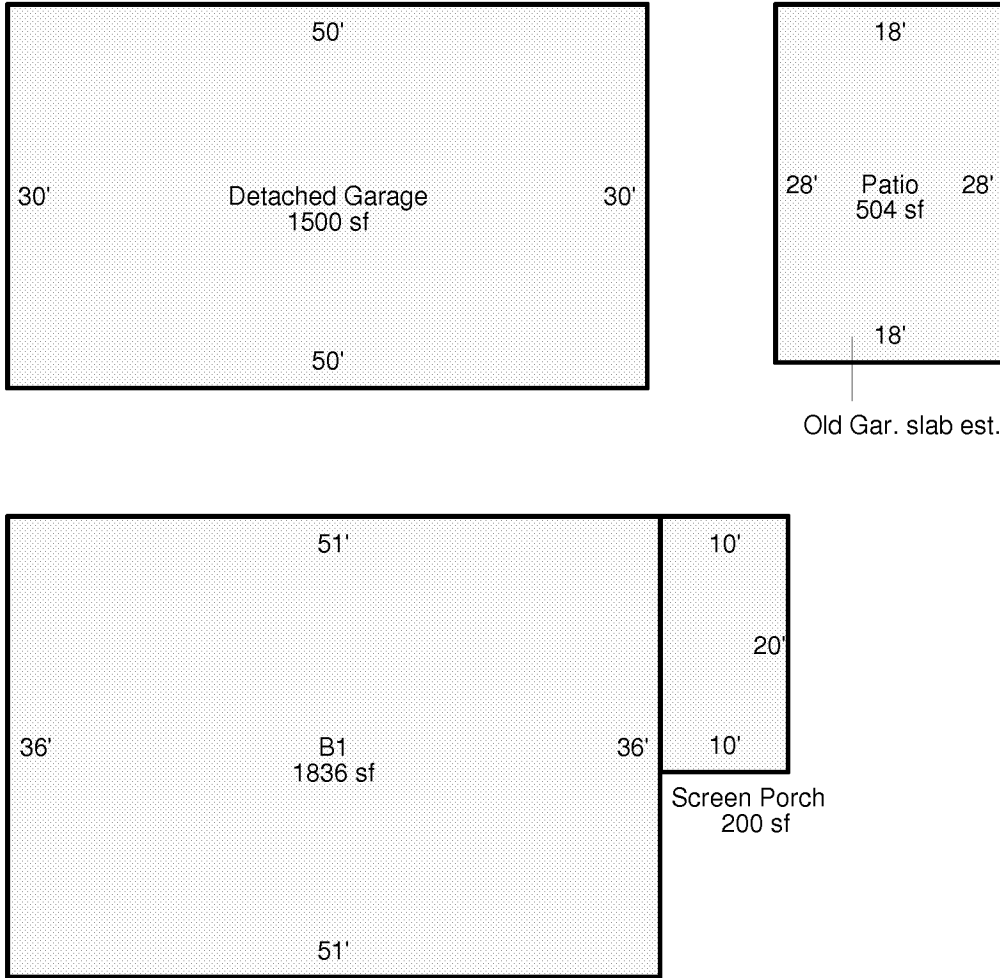 50'
30'
Detached Garage
1500 sf
30'
50'
18'
28'
Patio
504 sf
28'
18'
Old Gar. slab est.
51'
36'
B1
1836 sf
36'
51'
10'
20'
10'
Screen Porch
200 sf